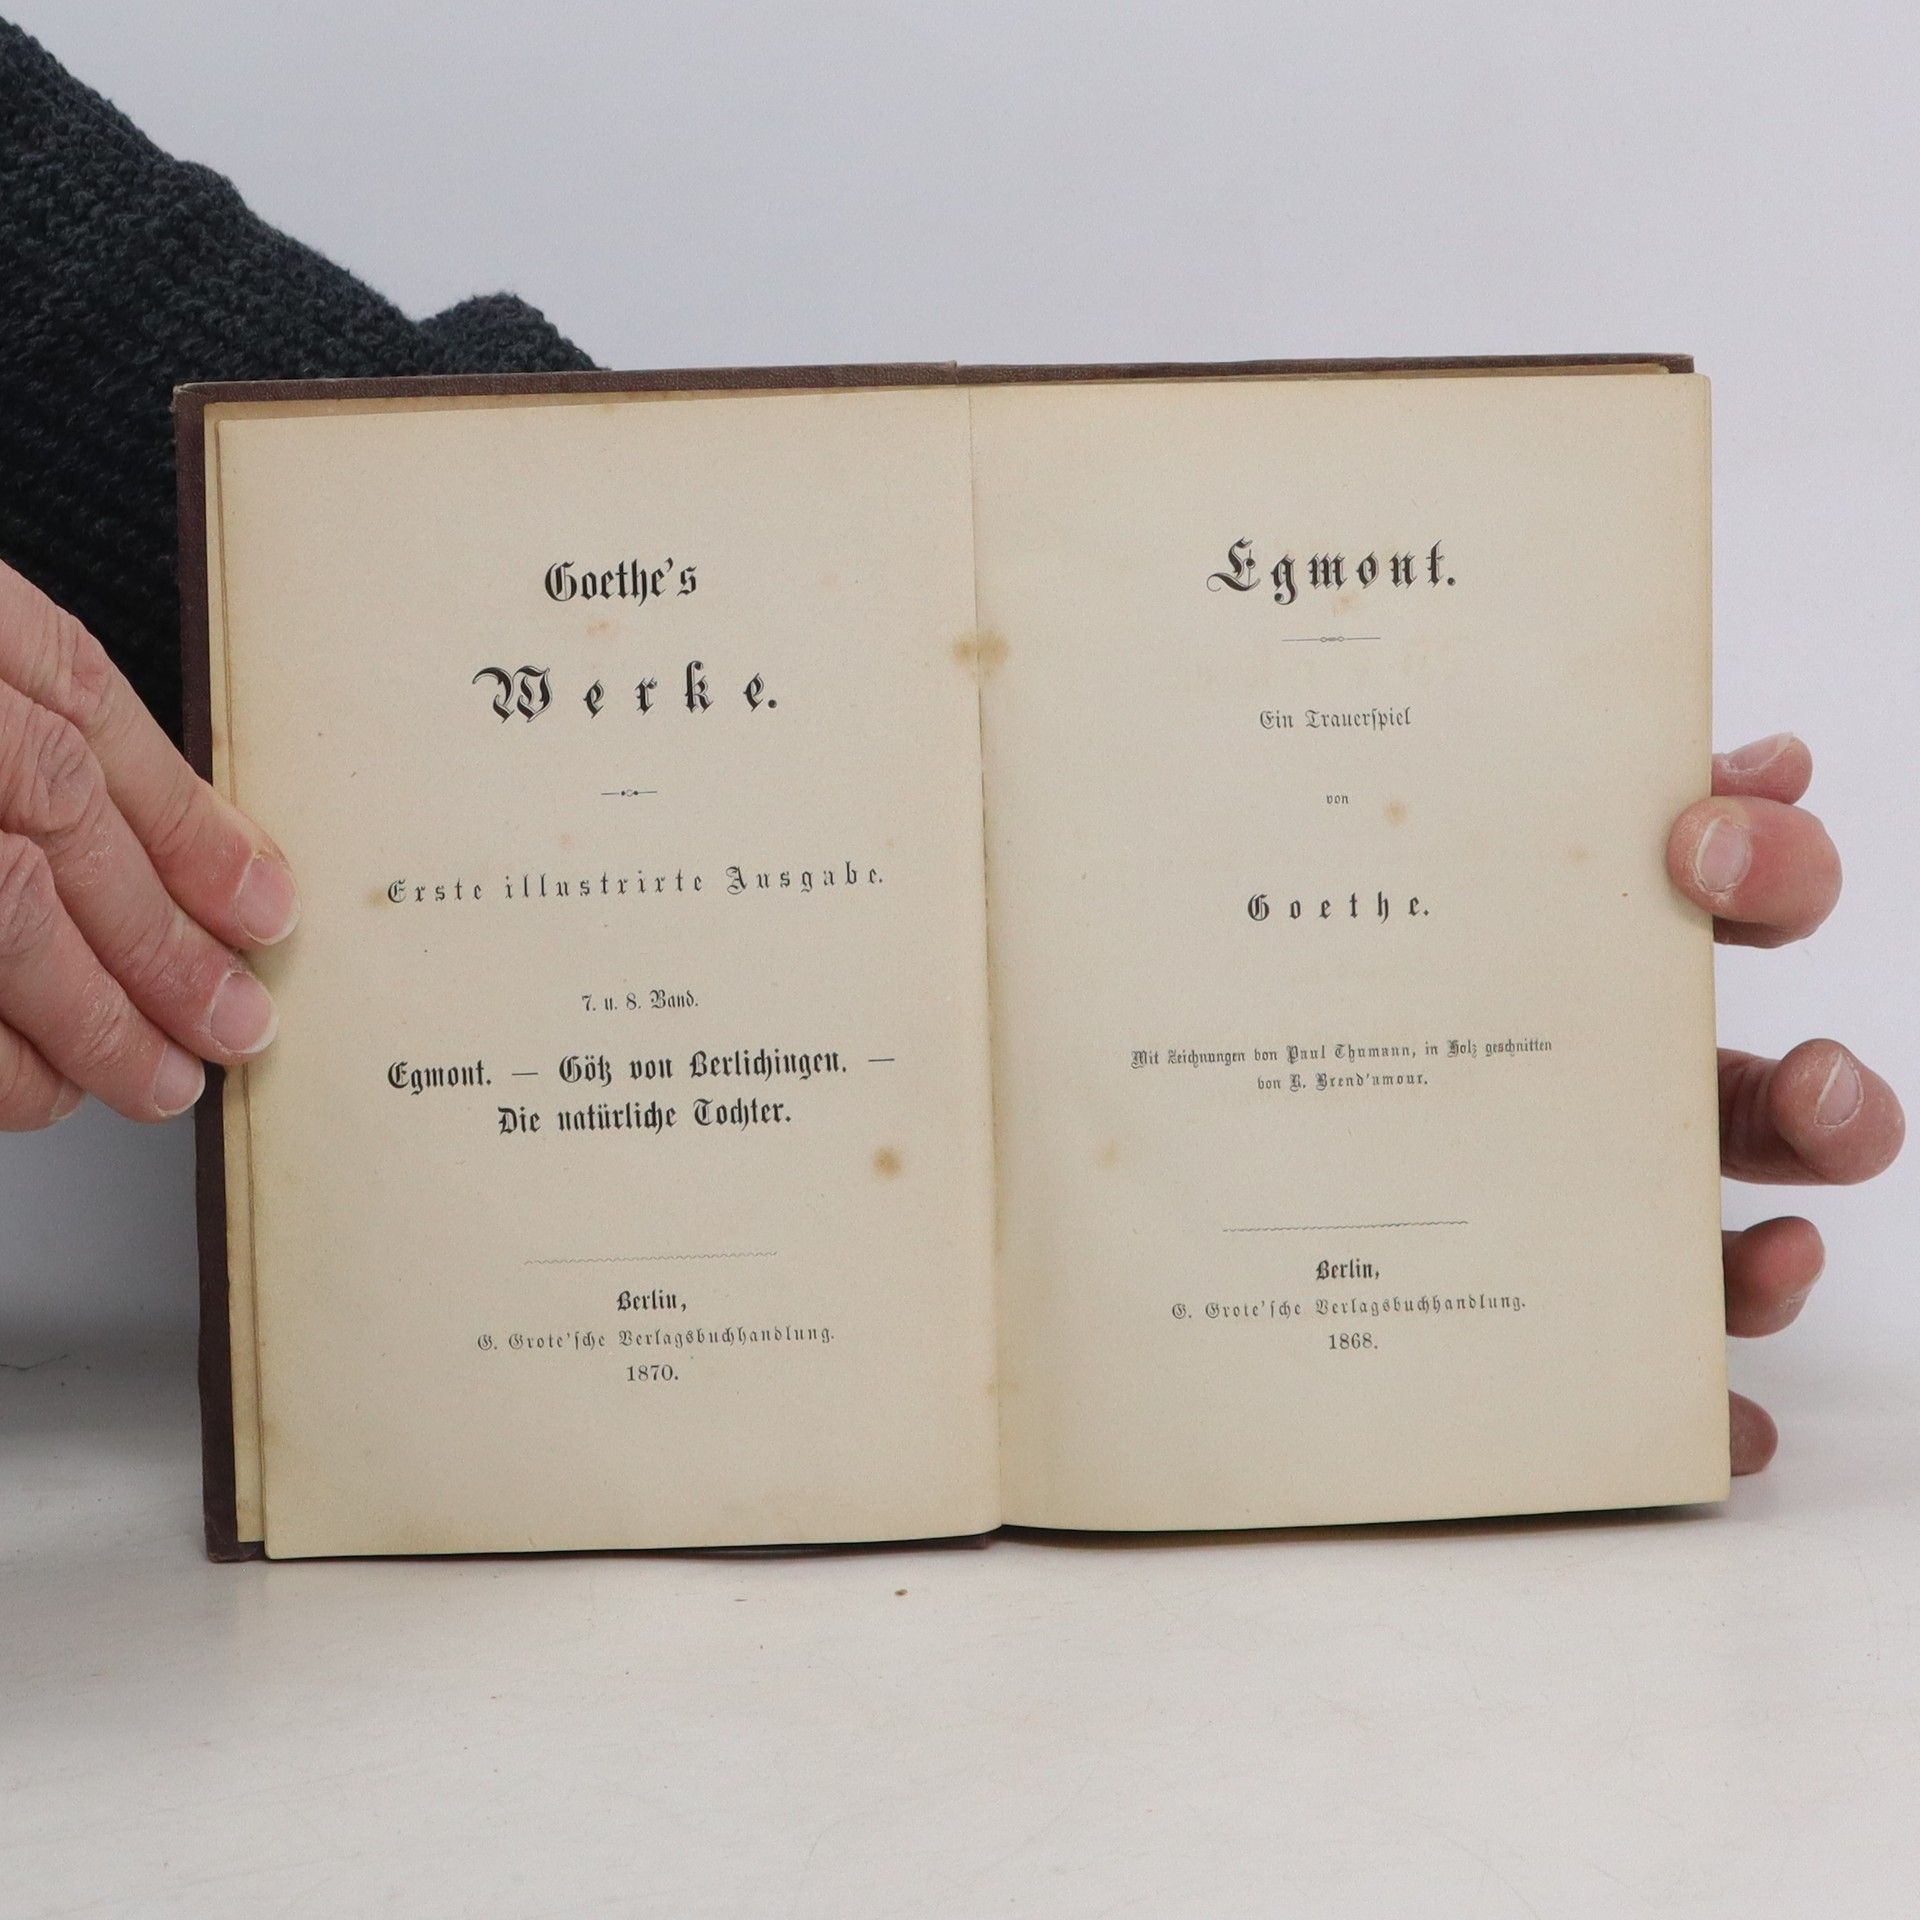 Goethe's
Werke.
Erste illustrirte Ausgabe.
7. u. 8. Band.
Egmont. — Götz von Berlichingen. —
Die natürliche Tochter.
Berlin,
G. Grote'sche Verlagsbuchhandlung.
1870.
Egmont.
Ein Trauerspiel
von
Goethe.
Mit Zeichnungen von Paul Thumann, in Holz geschnitten
von R. Brend'amour.
Berlin,
G. Grote'sche Verlagsbuchhandlung.
1868.